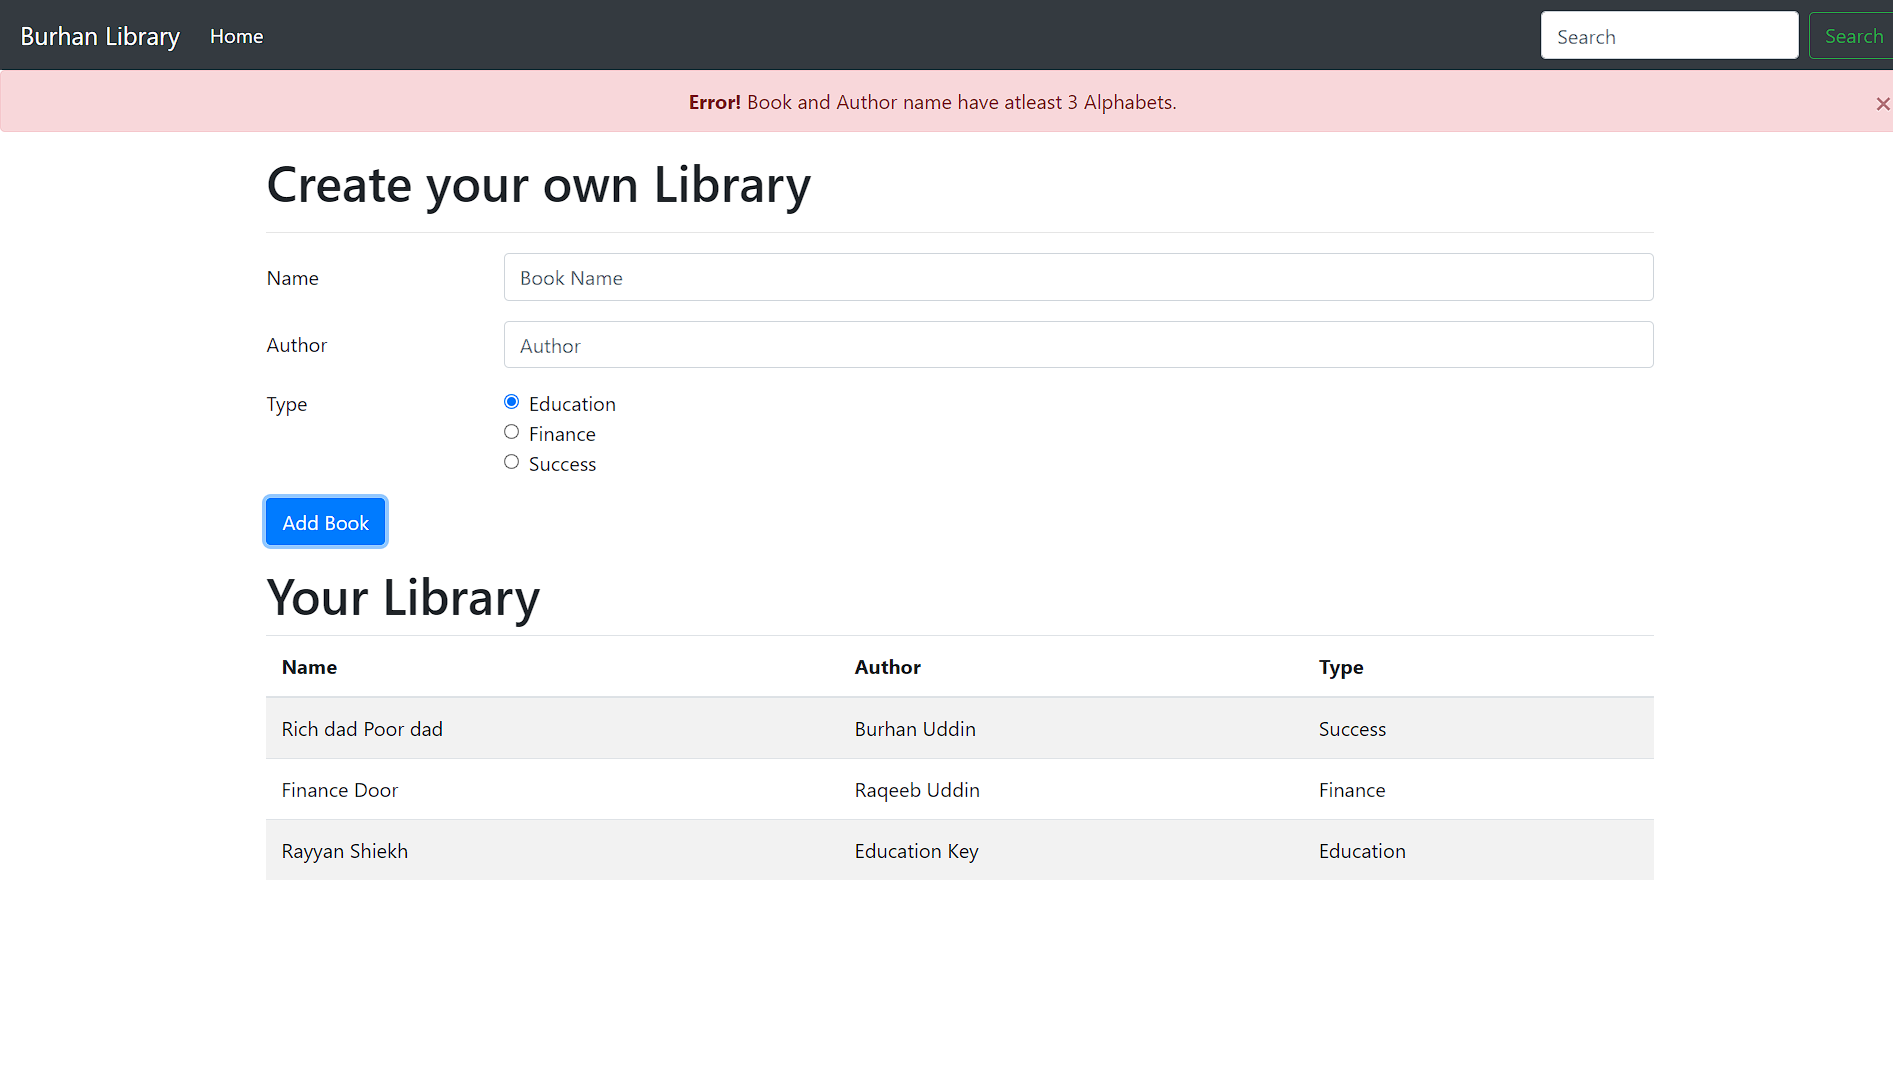 Burhan Library Home Search Search
Error! Book and Author name have atleast 3 Alphabets. ×
Create your own Library
Name Book Name
Author Author
Type Education
Finance
Success
Add Book
Your Library
Name Author Type
Rich dad Poor dad Burhan Uddin Success
Finance Door Raqeeb Uddin Finance
Rayyan Shiekh Education Key Education